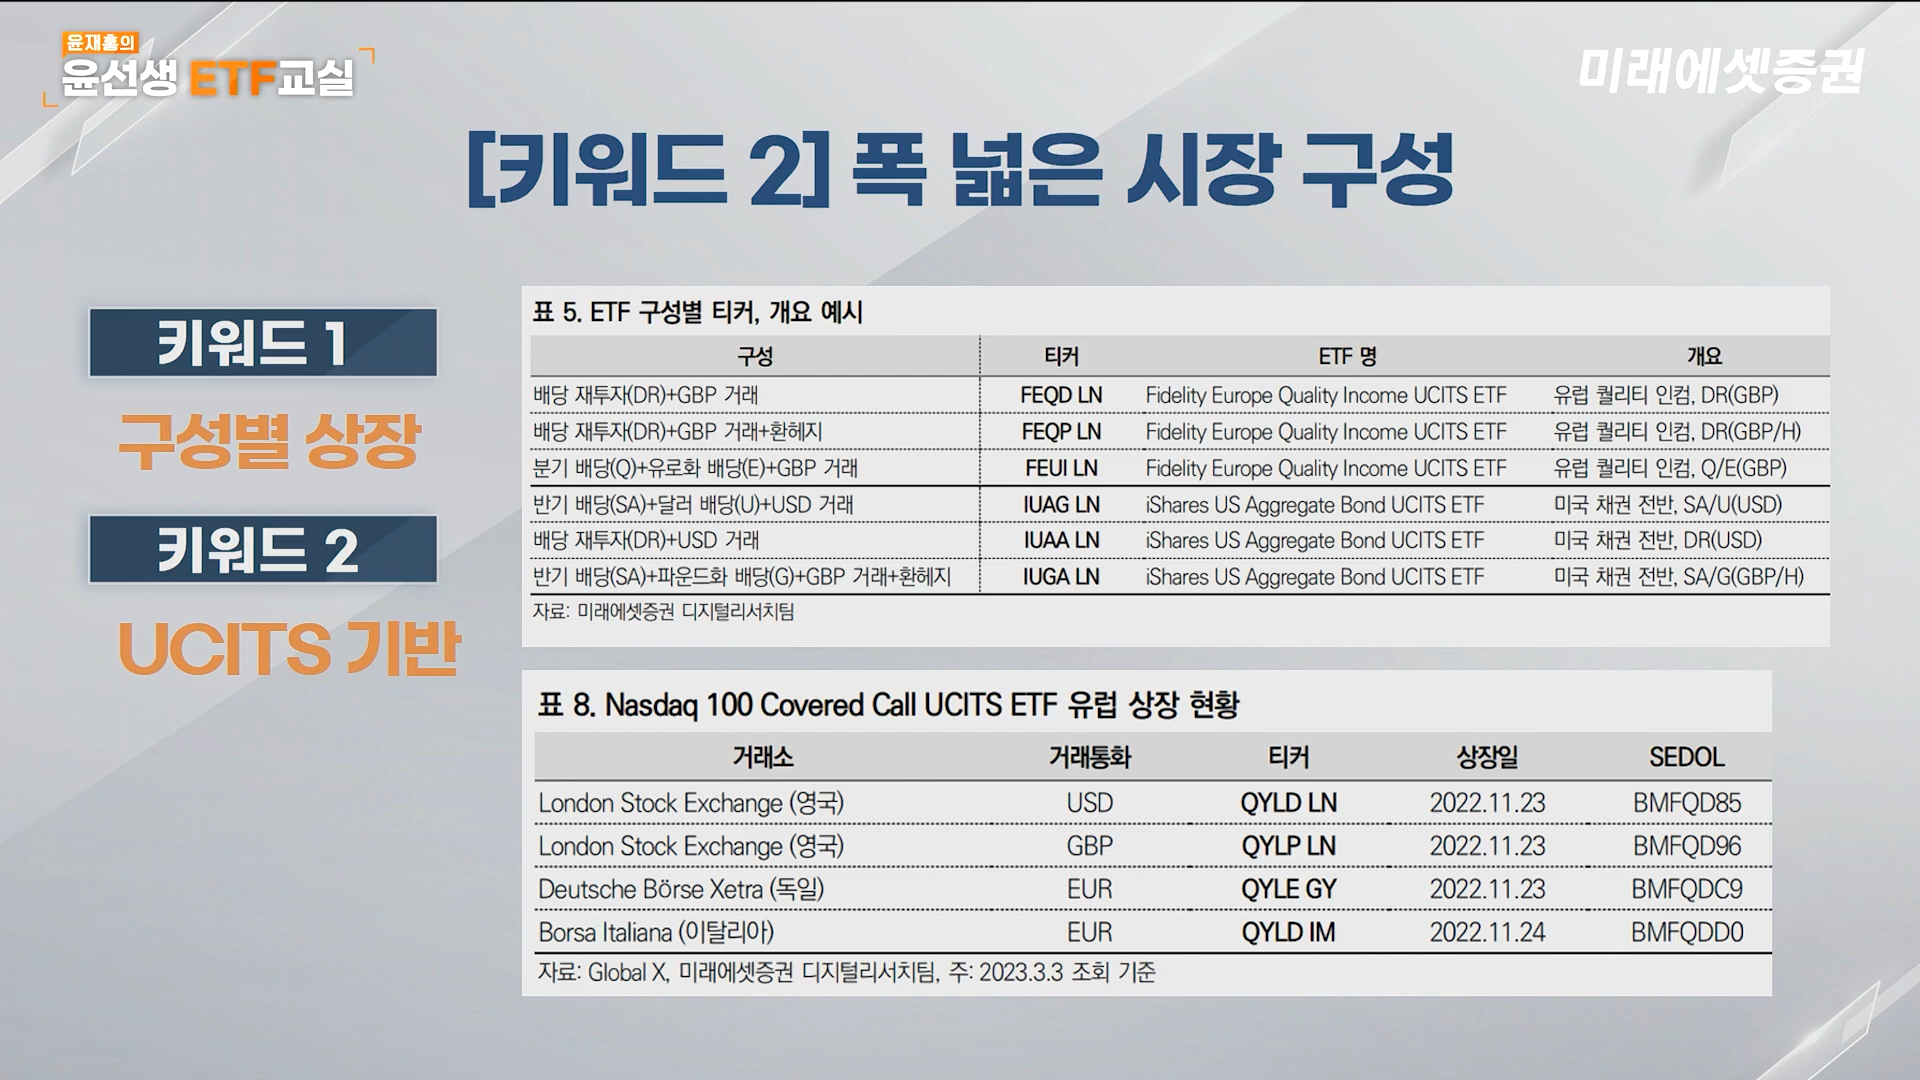 윤재홍의
윤선생 ETF교실
미래에셋증권
[키워드 2] 폭 넓은 시장 구성
키워드 1
구성별 상장
키워드 2
UCITS 기반
표 5. ETF 구성별 티커, 개요 예시
구성 티커 ETF 명 개요
배당 재투자(DR)+GBP 거래 FEQD LN Fidelity Europe Quality Income UCITS ETF 유럽 퀄리티 인컴, DR(GBP)
배당 재투자(DR)+GBP 거래+환헤지 FEQP LN Fidelity Europe Quality Income UCITS ETF 유럽 퀄리티 인컴, DR(GBP/H)
분기 배당(Q)+유로화 배당(E)+GBP 거래 FEUI LN Fidelity Europe Quality Income UCITS ETF 유럽 퀄리티 인컴, Q/E(GBP)
반기 배당(SA)+달러 배당(U)+USD 거래 IUAG LN iShares US Aggregate Bond UCITS ETF 미국 채권 전반, SA/U(USD)
배당 재투자(DR)+USD 거래 IUAA LN iShares US Aggregate Bond UCITS ETF 미국 채권 전반, DR(USD)
반기 배당(SA)+파운드화 배당(G)+GBP 거래+환헤지 IUGA LN iShares US Aggregate Bond UCITS ETF 미국 채권 전반, SA/G(GBP/H)
자료: 미래에셋증권 디지털리서치팀
표 8. Nasdaq 100 Covered Call UCITS ETF 유럽 상장 현황
거래소 거래통화 티커 상장일 SEDOL
London Stock Exchange (영국) USD QYLD LN 2022.11.23 BMFQD85
London Stock Exchange (영국) GBP QYLP LN 2022.11.23 BMFQD96
Deutsche Börse Xetra (독일) EUR QYLE GY 2022.11.23 BMFQDC9
Borsa Italiana (이탈리아) EUR QYLD IM 2022.11.24 BMFQDD0
자료: Global X, 미래에셋증권 디지털리서치팀, 주: 2023.3.3 조회 기준